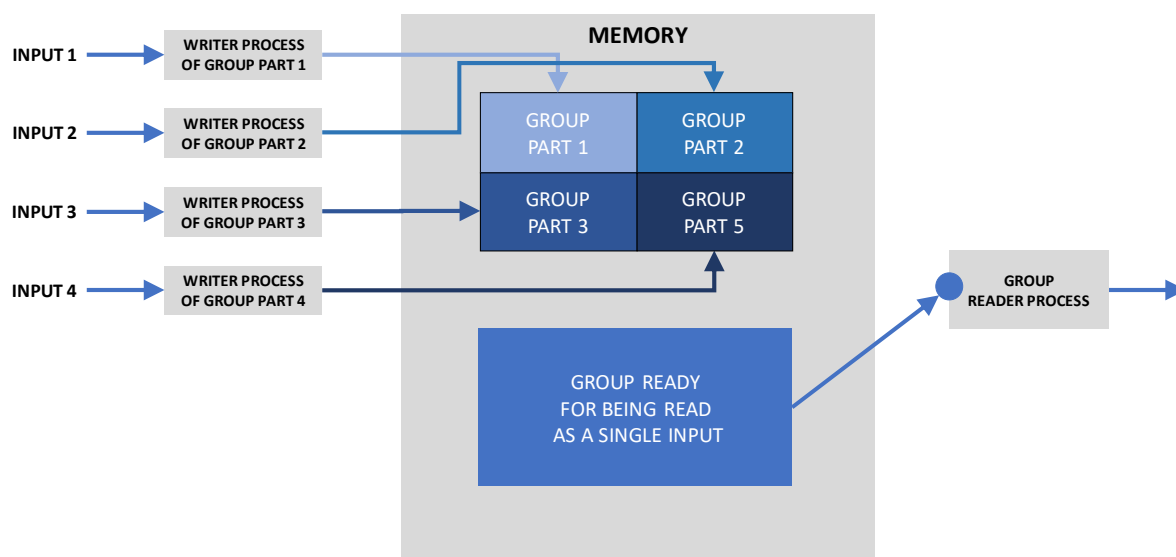 MEMORY
INPUT 1
WRITER PROCESS
OF GROUP PART 1
INPUT 2
WRITER PROCESS
OF GROUP PART 2
INPUT 3
WRITER PROCESS
OF GROUP PART 3
INPUT 4
WRITER PROCESS
OF GROUP PART 4
GROUP
PART 1
GROUP
PART 2
GROUP
PART 3
GROUP
PART 5
GROUP READY
FOR BEING READ
AS A SINGLE INPUT
GROUP
READER PROCESS